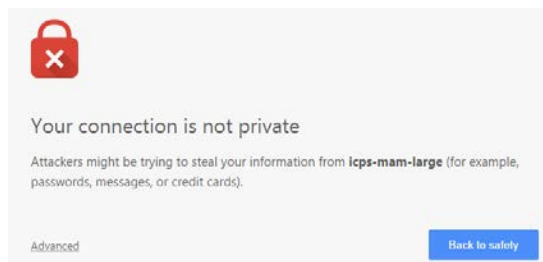 Your connection is not private
Attackers might be trying to steal your information from icps-mam-large (for example,
passwords, messages, or credit cards).
Advanced
Back to safety